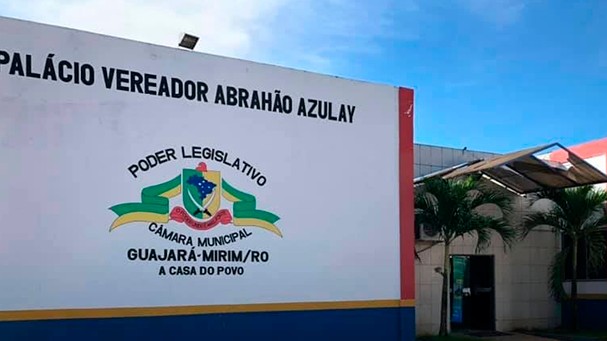 PALÁCIO VEREADOR ABRAHÃO AZULAY
PODER LEGISLATIVO
CÂMARA MUNICIPAL
GUAJARÁ-MIRIM/RO
A CASA DO POVO